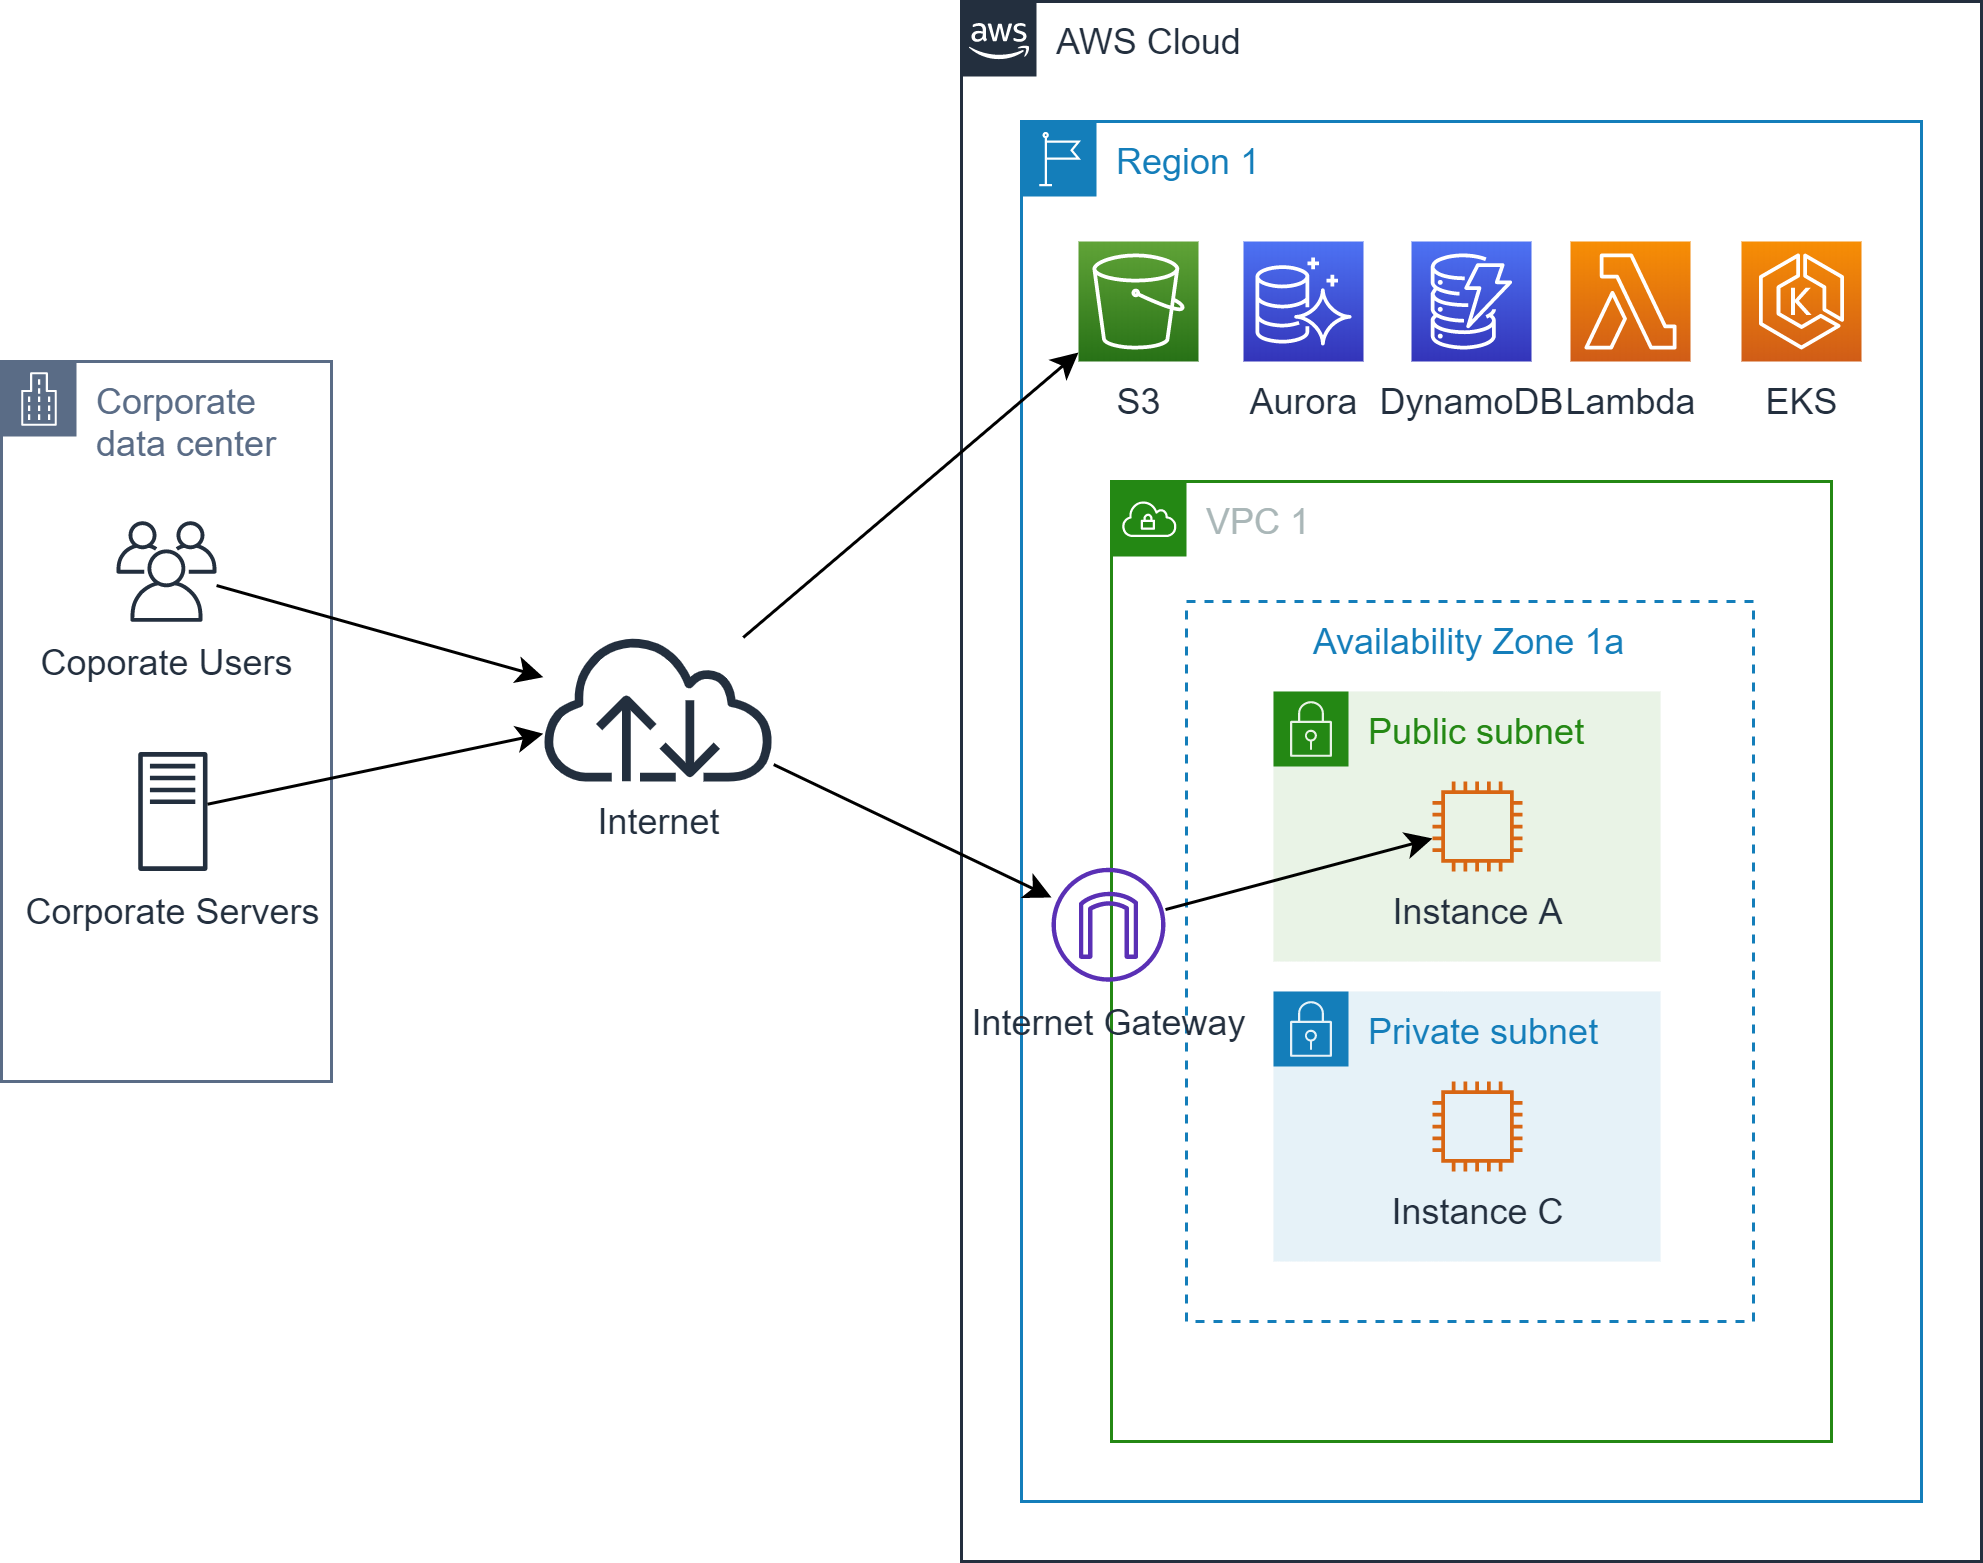 aws
AWS Cloud
Region 1
S3
Aurora
DynamoDB
Lambda
EKS
Corporate
data center
Coporate Users
Corporate Servers
Internet
VPC 1
Availability Zone 1a
Public subnet
Instance A
Internet Gateway
Private subnet
Instance C
K